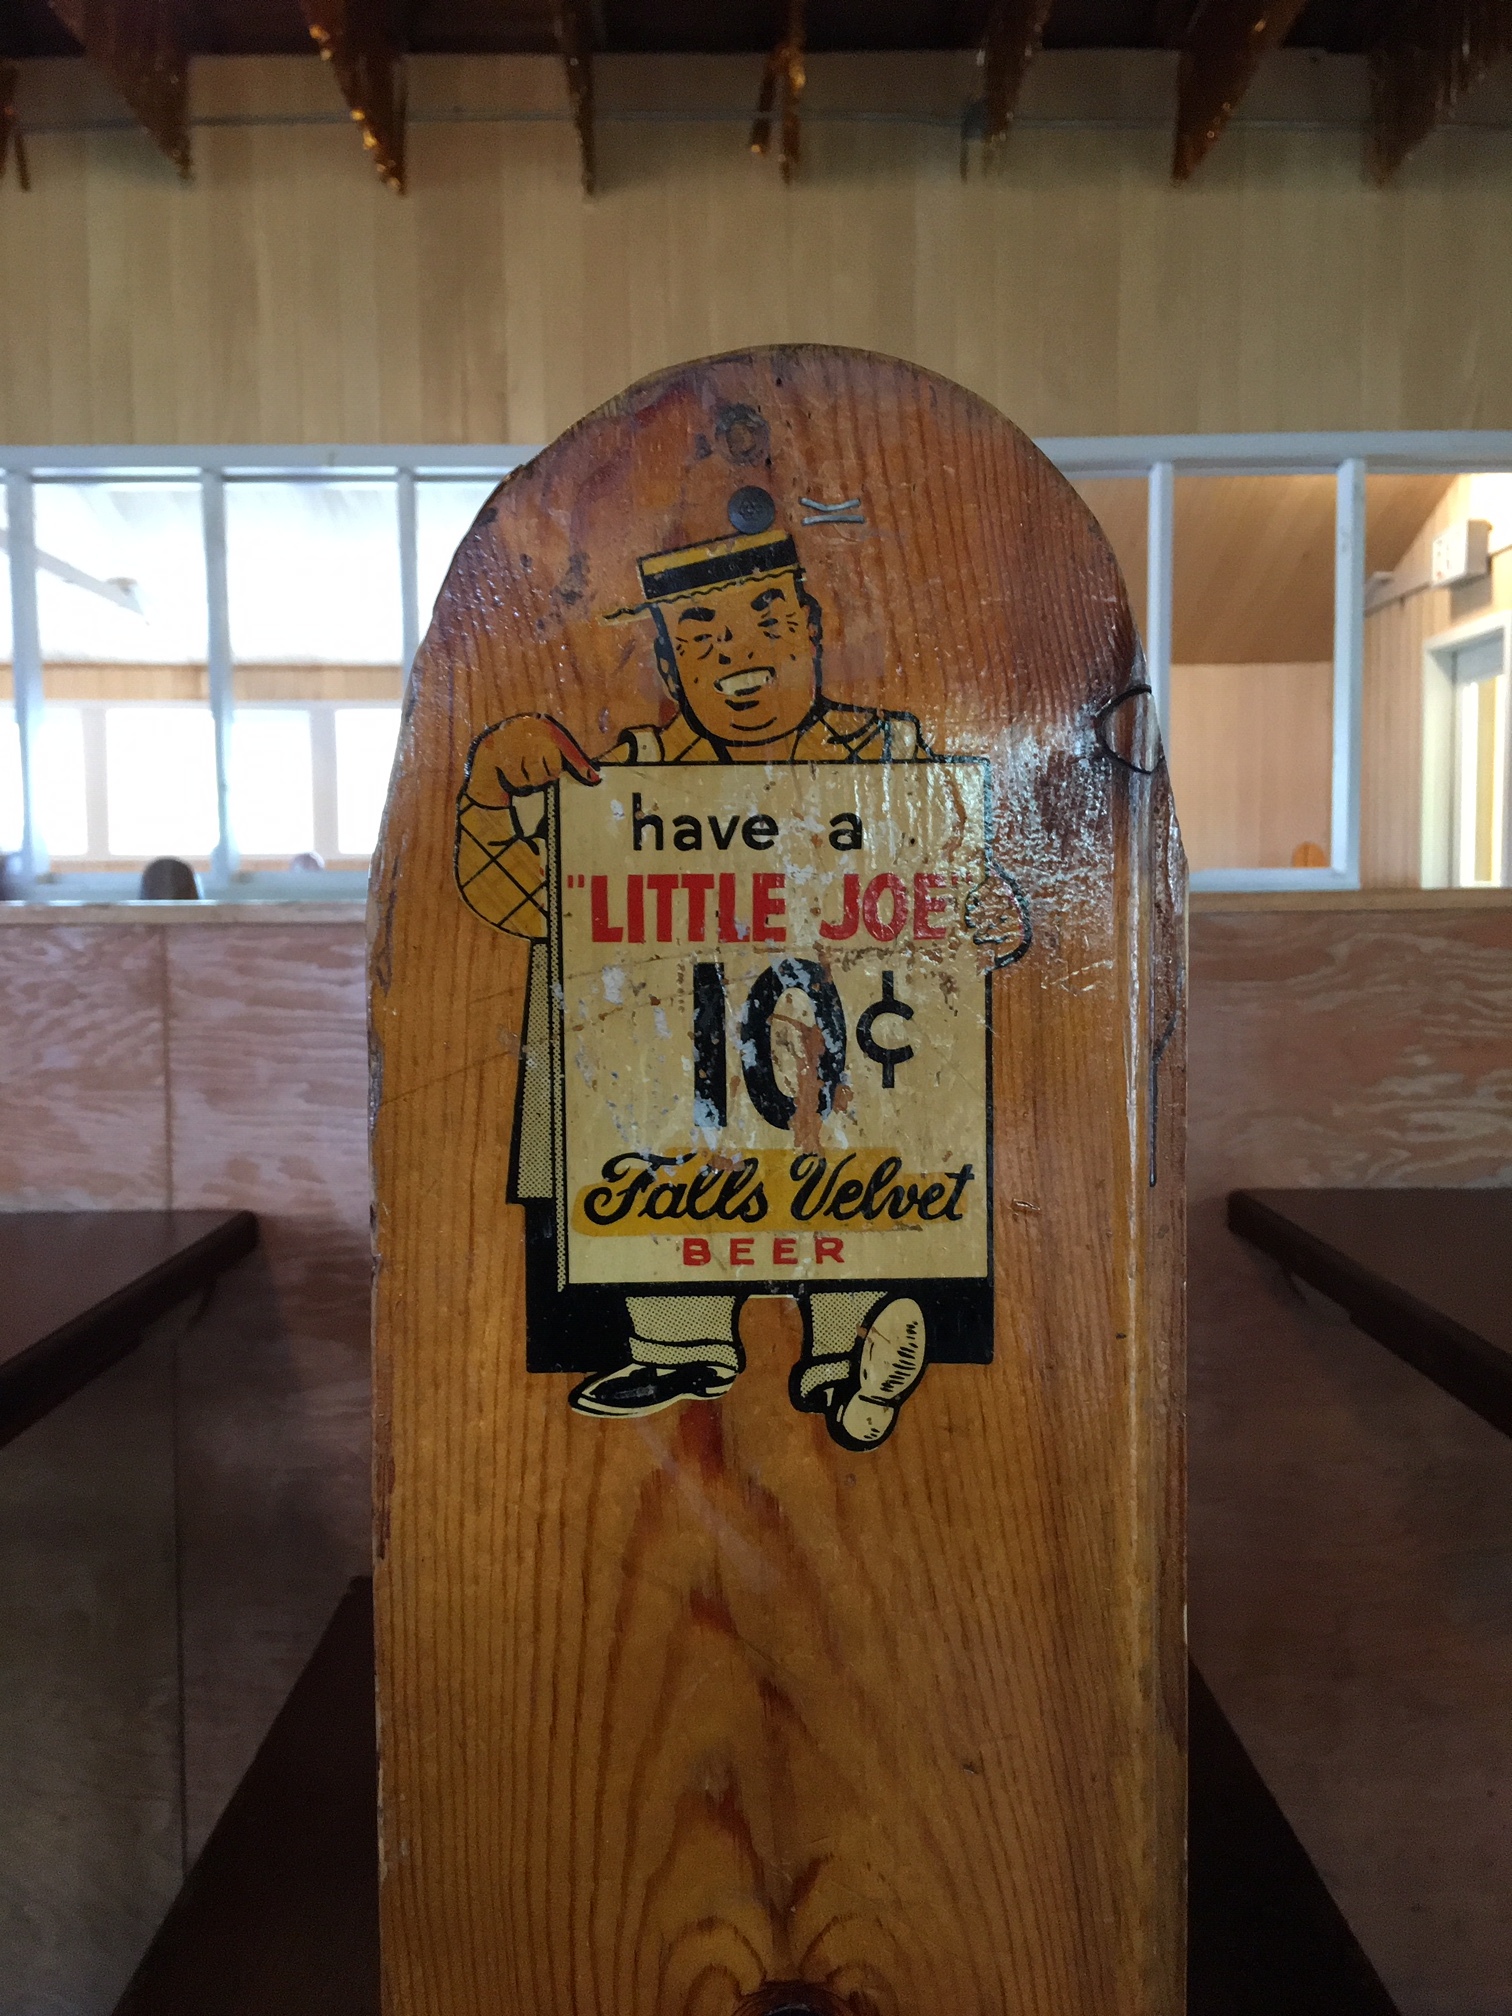 have a
"LITTLE JOE"
10¢
Falls Velvet
BEER